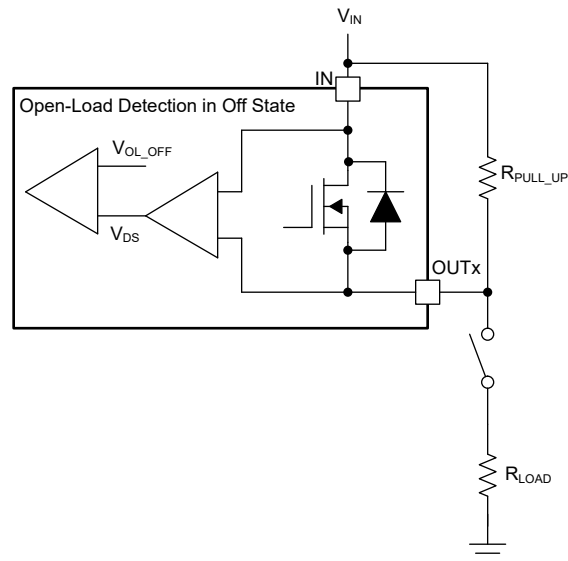 V_IN
IN
Open-Load Detection in Off State
V_OL_OFF
R_PULL_UP
V_DS
OUTx
R_LOAD